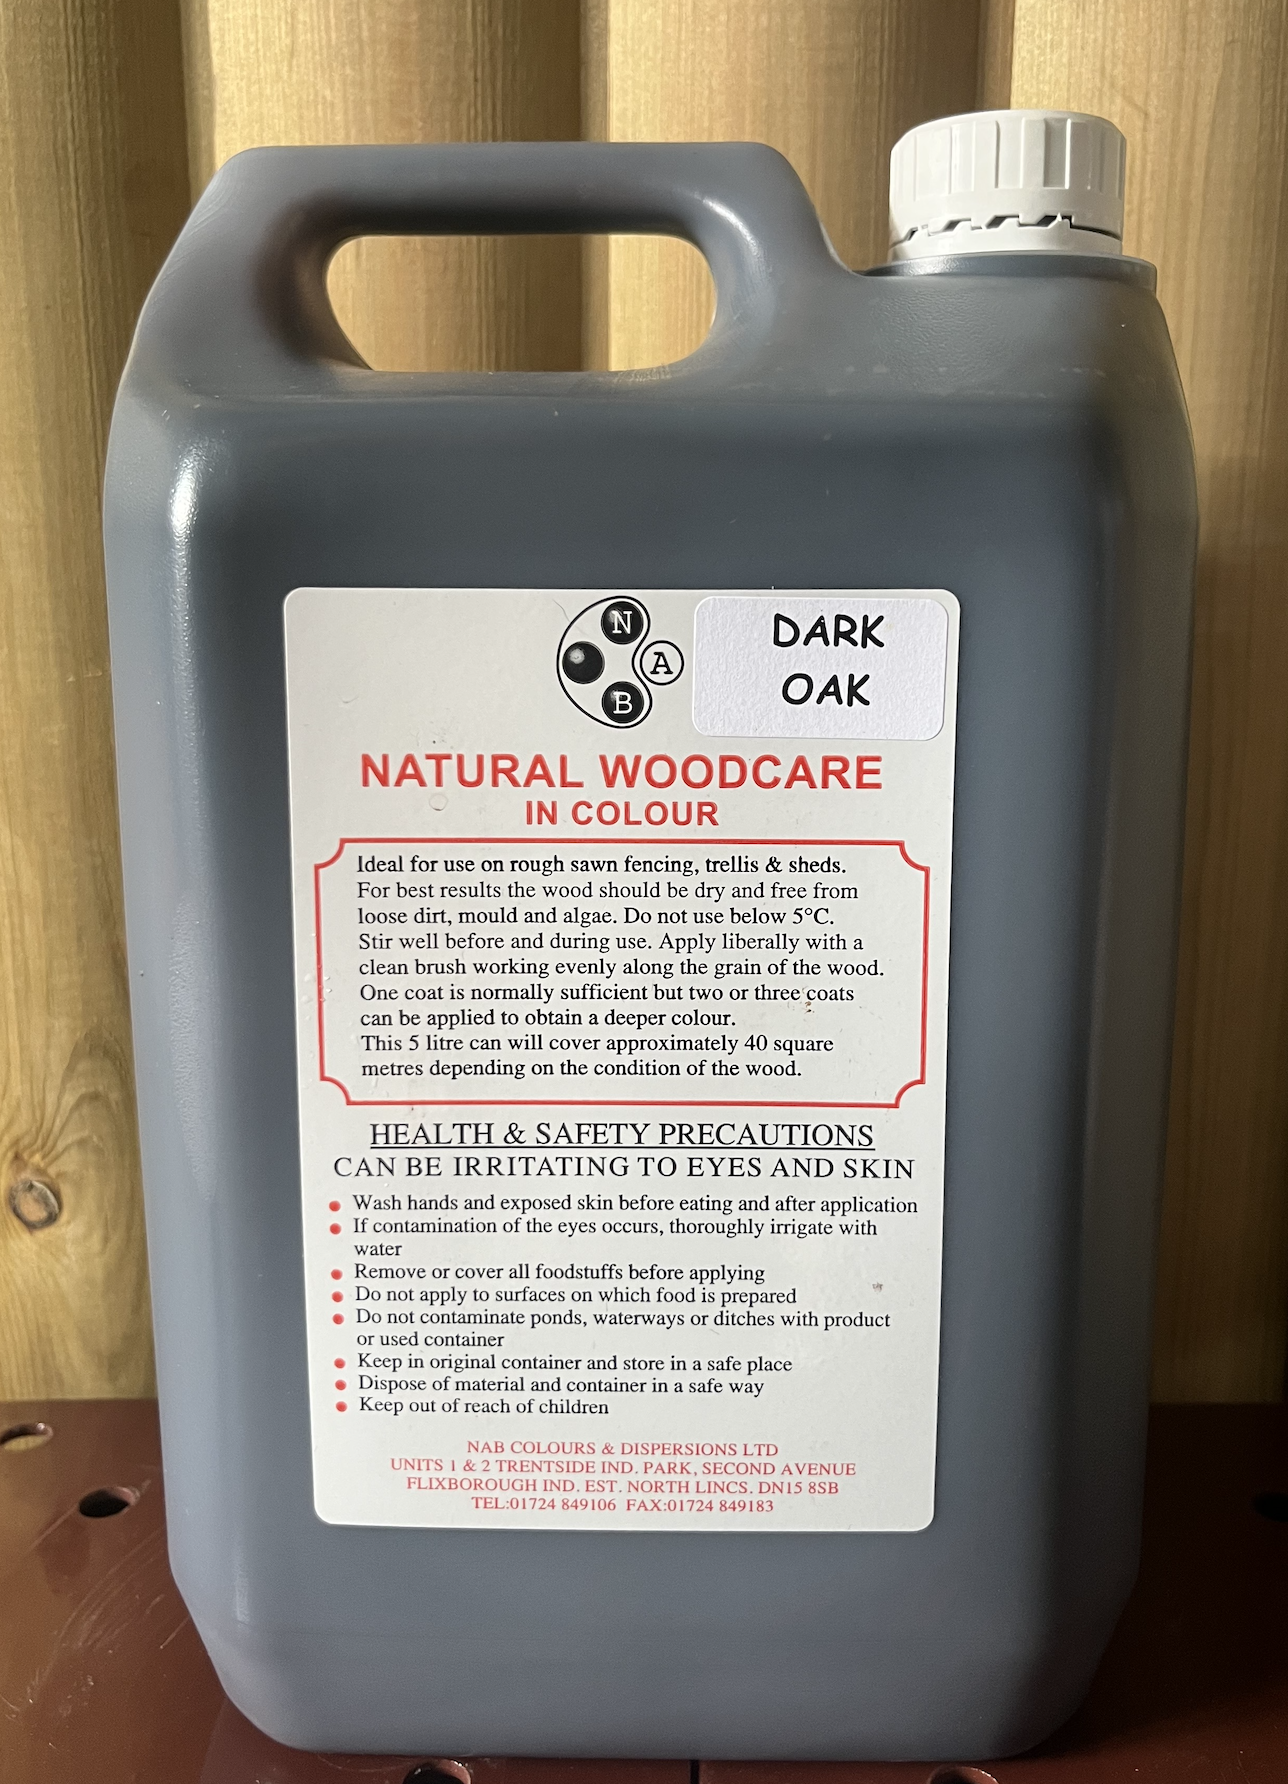 N
A
B
DARK
OAK
NATURAL WOODCARE
IN COLOUR
Ideal for use on rough sawn fencing, trellis & sheds.
For best results the wood should be dry and free from
loose dirt, mould and algae. Do not use below 5°C.
Stir well before and during use. Apply liberally with a
clean brush working evenly along the grain of the wood.
One coat is normally sufficient but two or three coats
can be applied to obtain a deeper colour.
This 5 litre can will cover approximately 40 square
metres depending on the condition of the wood.
HEALTH & SAFETY PRECAUTIONS
CAN BE IRRITATING TO EYES AND SKIN
Wash hands and exposed skin before eating and after application
If contamination of the eyes occurs, thoroughly irrigate with
water
Remove or cover all foodstuffs before applying
Do not apply to surfaces on which food is prepared
Do not contaminate ponds, waterways or ditches with product
or used container
Keep in original container and store in a safe place
Dispose of material and container in a safe way
Keep out of reach of children
NAB COLOURS & DISPERSIONS LTD
UNITS 1 & 2 TRENTSIDE IND. PARK, SECOND AVENUE
FLIXBOROUGH IND. EST. NORTH LINCS. DN15 8SB
TEL:01724 849106 FAX:01724 849183